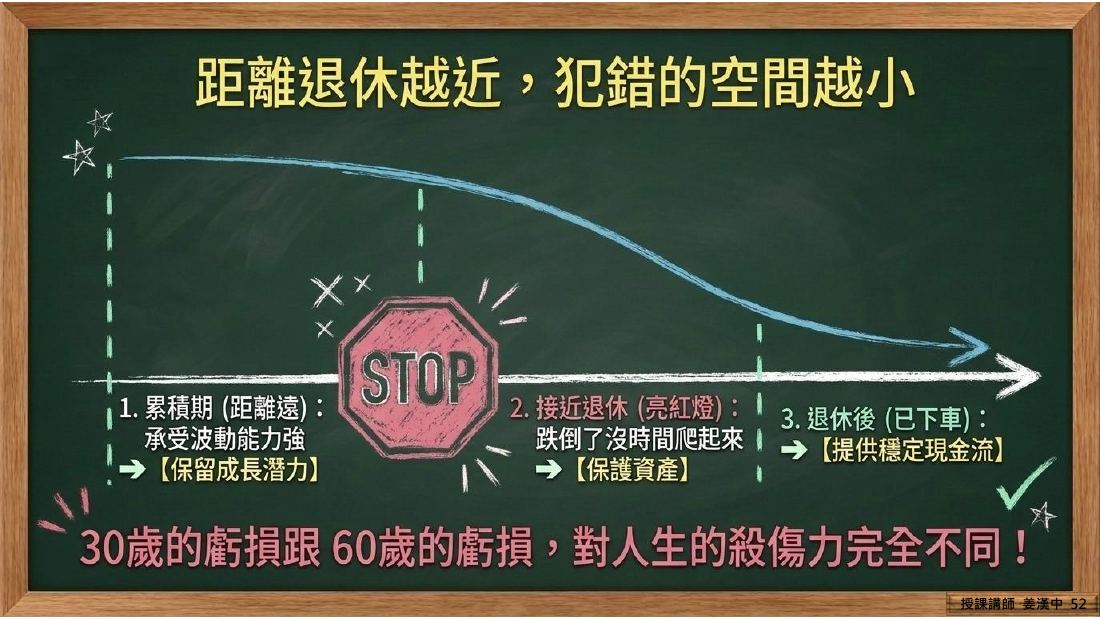 距離退休越近，犯錯的空間越小
STOP
1. 累積期 (距離遠)：
承受波動能力強
➔【保留成長潛力】
2. 接近退休 (亮紅燈)：
跌倒了沒時間爬起來
➔【保護資產】
3. 退休後 (已下車)：
➔【提供穩定現金流】
30歲的虧損跟 60歲的虧損，對人生的殺傷力完全不同！
授課講師 姜漢中 52